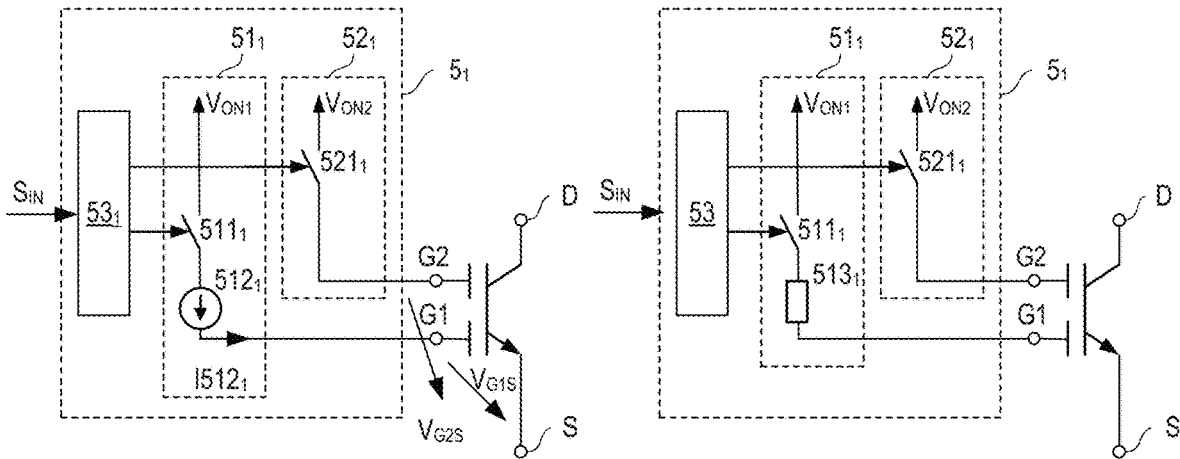 51₁
52₁
5₁
V_ON1
V_ON2
521₁
S_IN
53₁
511₁
512₁
I512₁
D
G2
G1
V_G1S
V_G2S
S
51₁
52₁
5₁
V_ON1
V_ON2
521₁
S_IN
53
511₁
513₁
D
G2
G1
S